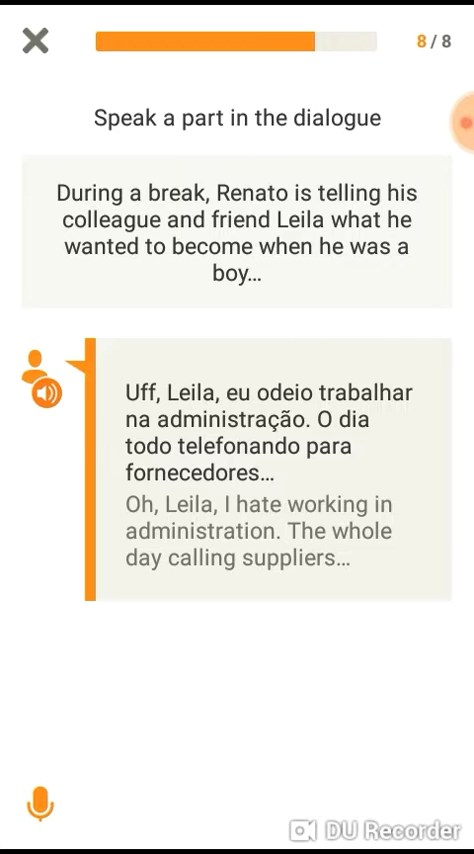 8 / 8
Speak a part in the dialogue
During a break, Renato is telling his
colleague and friend Leila what he
wanted to become when he was a
boy...
Uff, Leila, eu odeio trabalhar
na administração. O dia
todo telefonando para
fornecedores...
Oh, Leila, I hate working in
administration. The whole
day calling suppliers...
DU Recorder